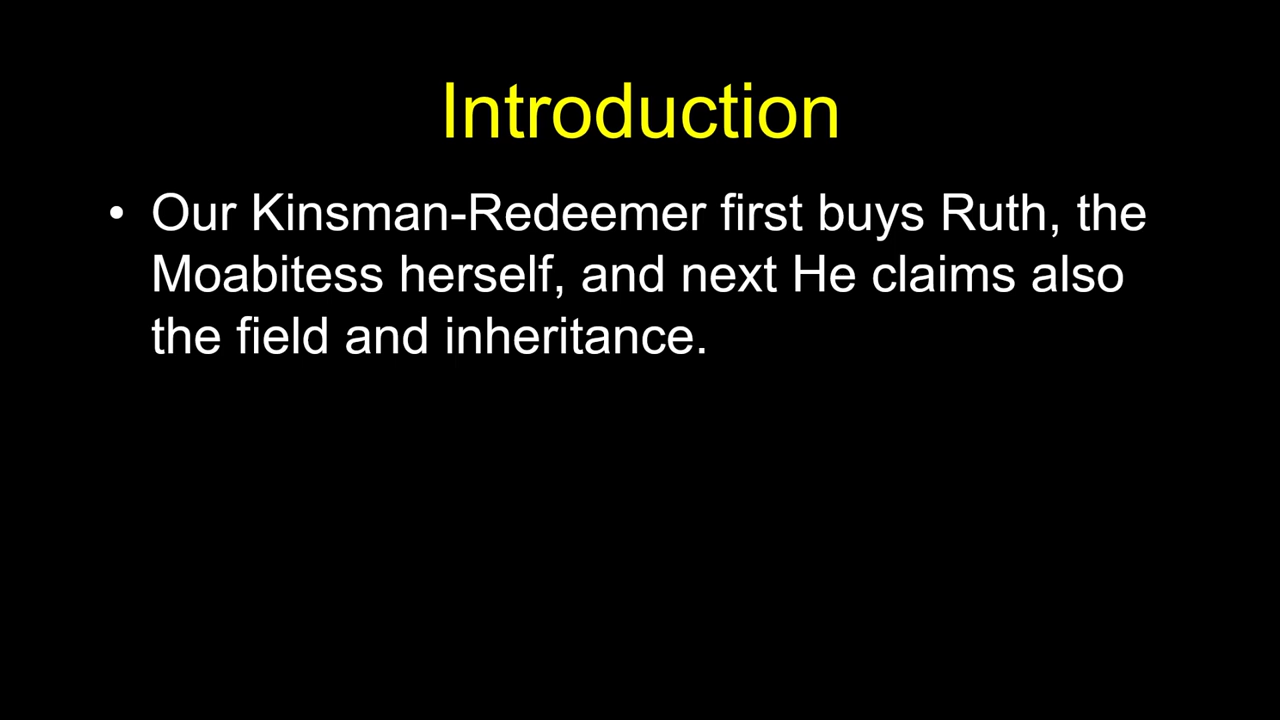 Introduction
• Our Kinsman-Redeemer first buys Ruth, the
Moabitess herself, and next He claims also
the field and inheritance.